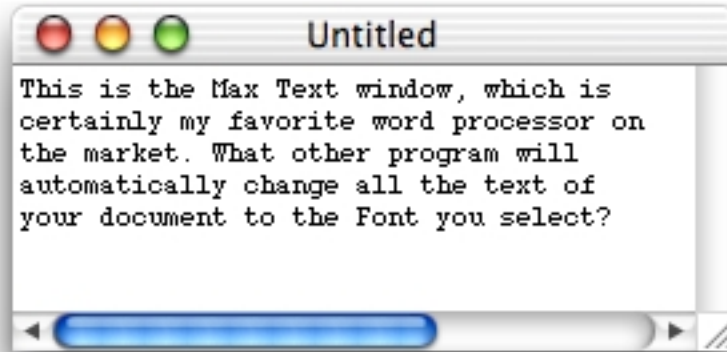 Untitled
This is the Max Text window, which is
certainly my favorite word processor on
the market. What other program will
automatically change all the text of
your document to the Font you select?